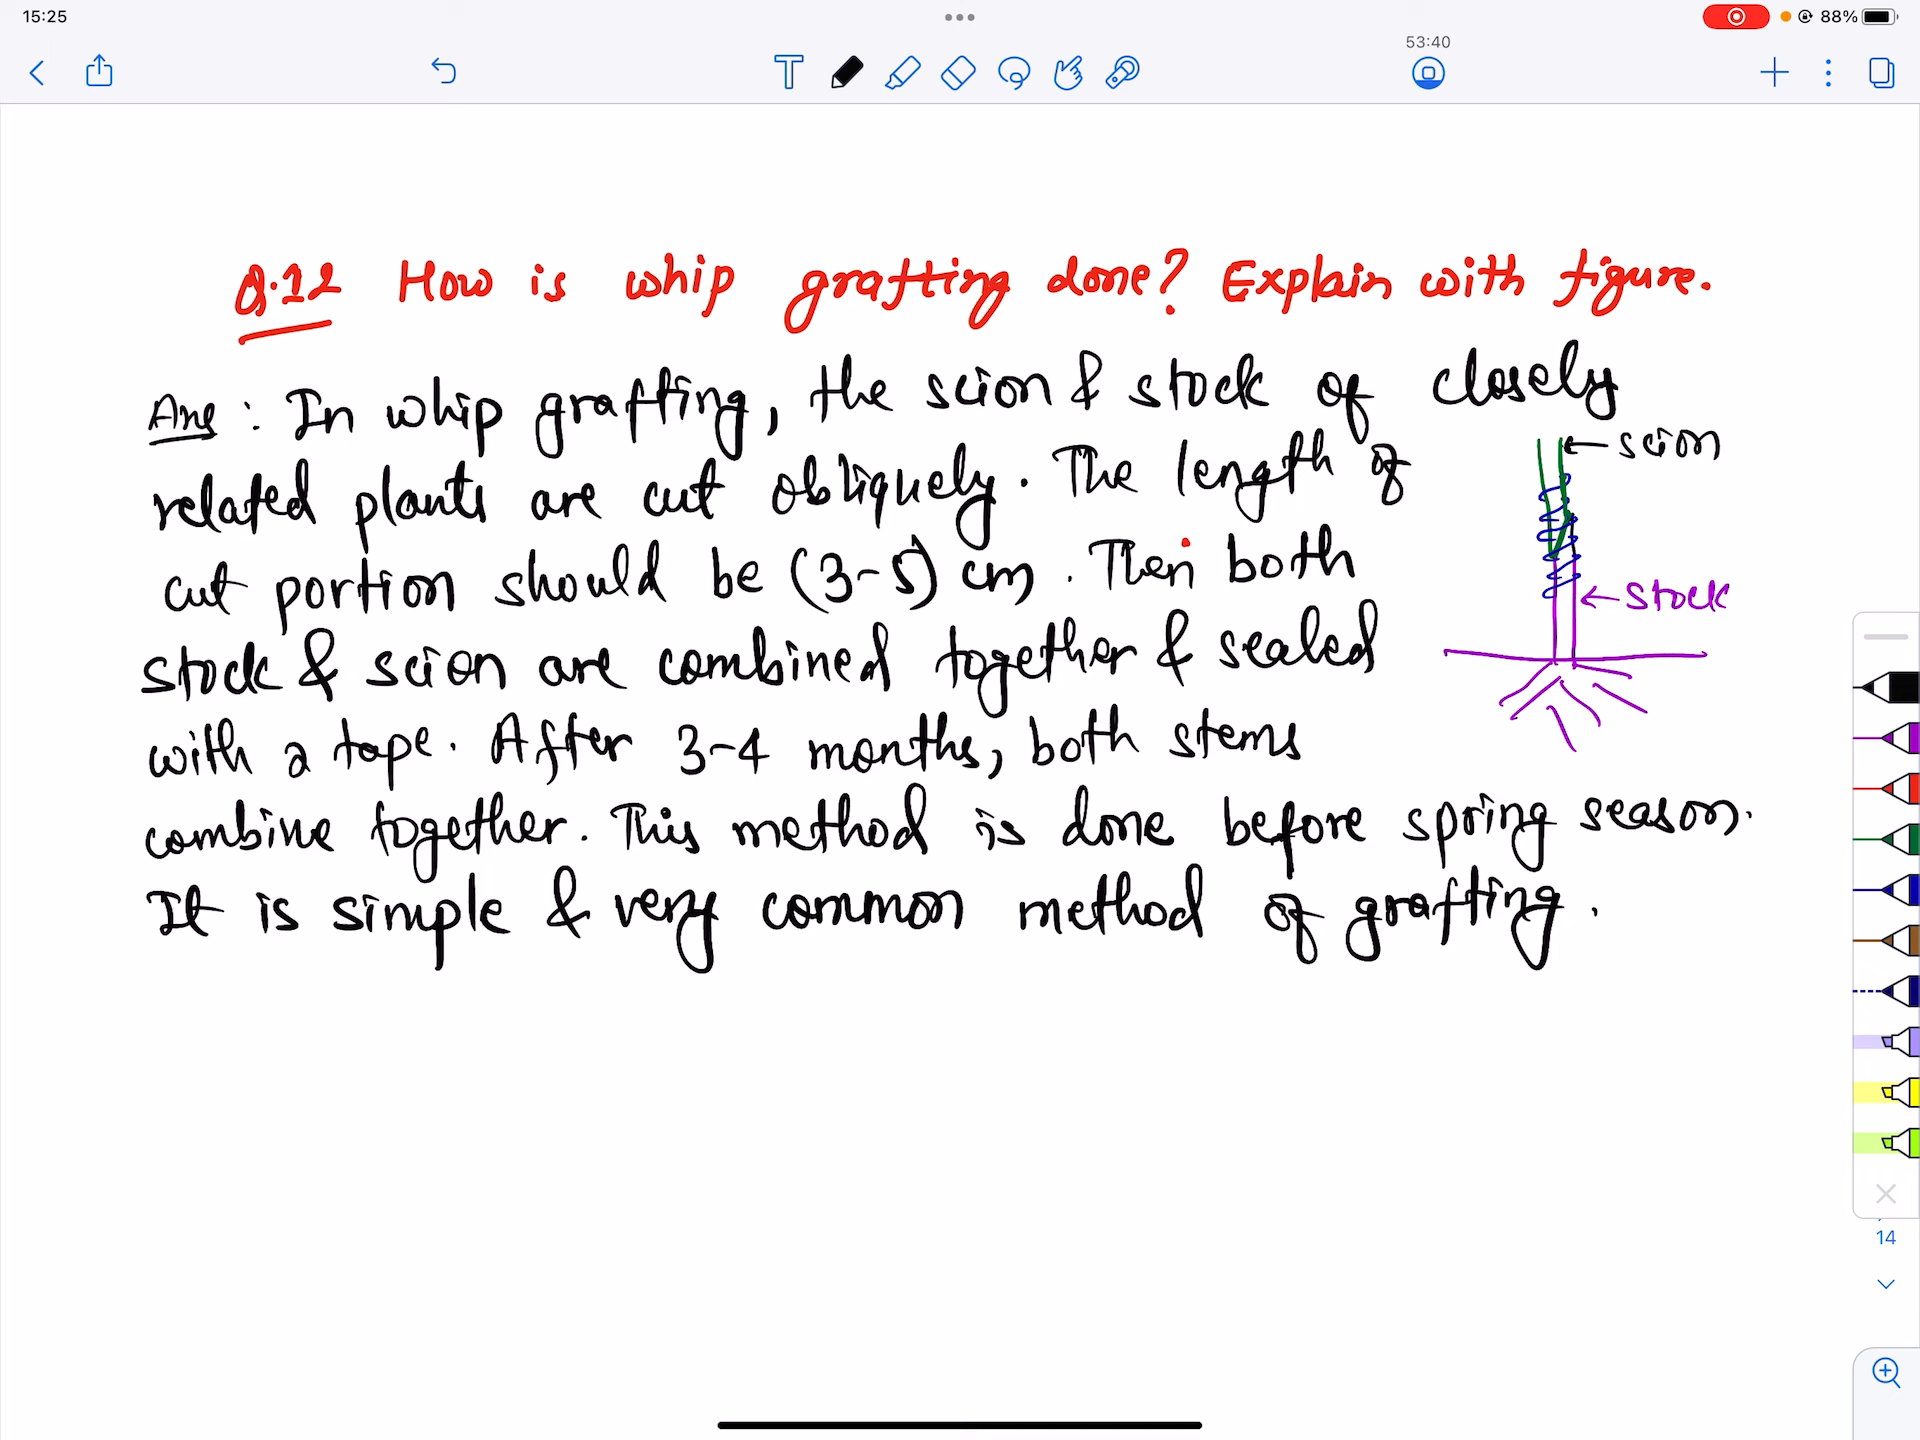 15:25
88%
53:40
Q.12 How is whip grafting done? Explain with figure.
Ans: In whip grafting, the scion & stock of closely
related plants are cut obliquely. The length of
cut portion should be (3-5) cm. Then both
stock & scion are combined together & sealed
with a tape. After 3-4 months, both stems
combine together. This method is done before spring season.
It is simple & very common method of grafting.
scion
stock
14